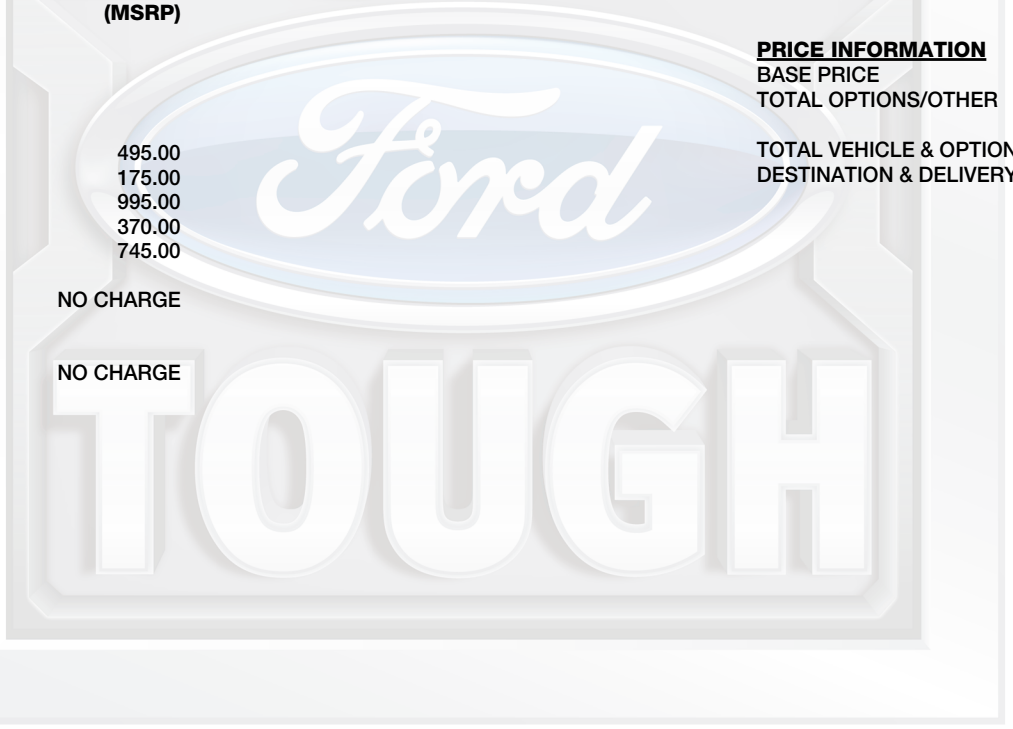 (MSRP)
495.00
175.00
995.00
370.00
745.00
NO CHARGE
NO CHARGE
PRICE INFORMATION
BASE PRICE
TOTAL OPTIONS/OTHER
TOTAL VEHICLE & OPTION
DESTINATION & DELIVERY
Ford
TOUGH